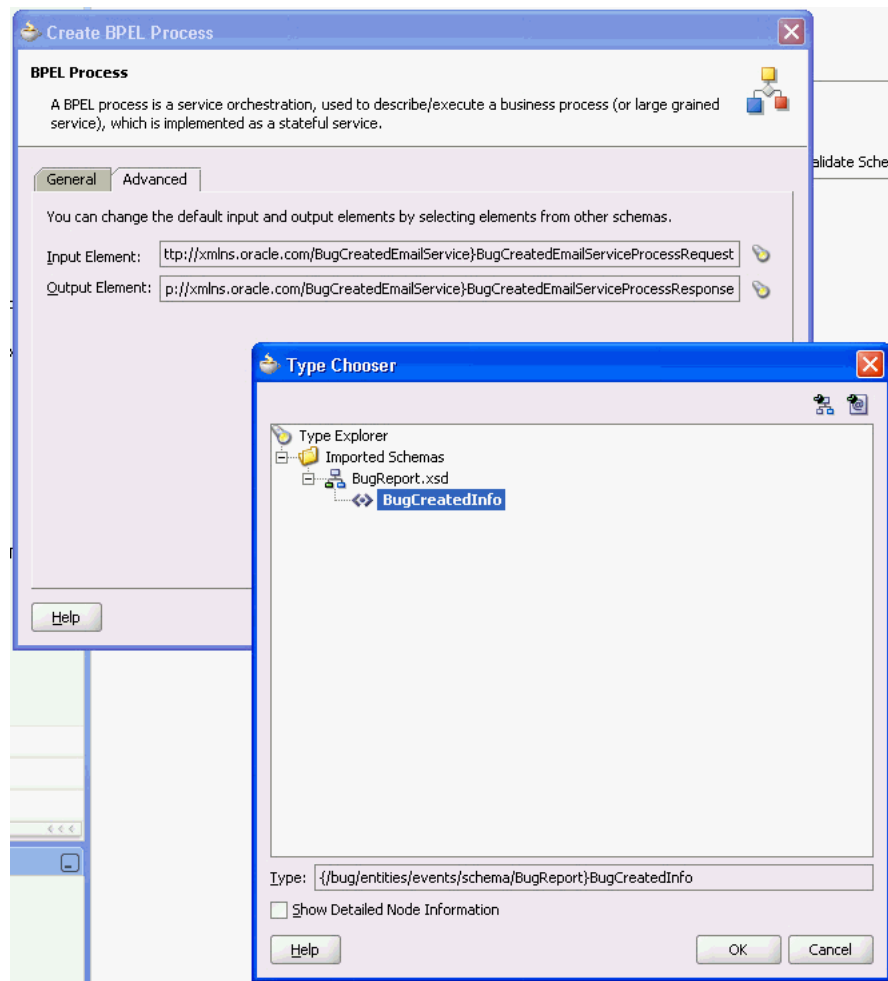 Create BPEL Process
BPEL Process
A BPEL process is a service orchestration, used to describe/execute a business process (or large grained
service), which is implemented as a stateful service.
alidate Sche
General Advanced
You can change the default input and output elements by selecting elements from other schemas.
Input Element: ttp://xmlns.oracle.com/BugCreatedEmailService}BugCreatedEmailServiceProcessRequest
Output Element: p://xmlns.oracle.com/BugCreatedEmailService}BugCreatedEmailServiceProcessResponse
Type Chooser
Type Explorer
Imported Schemas
BugReport.xsd
BugCreatedInfo
Help
Type: {/bug/entities/events/schema/BugReport}BugCreatedInfo
Show Detailed Node Information
Help OK Cancel